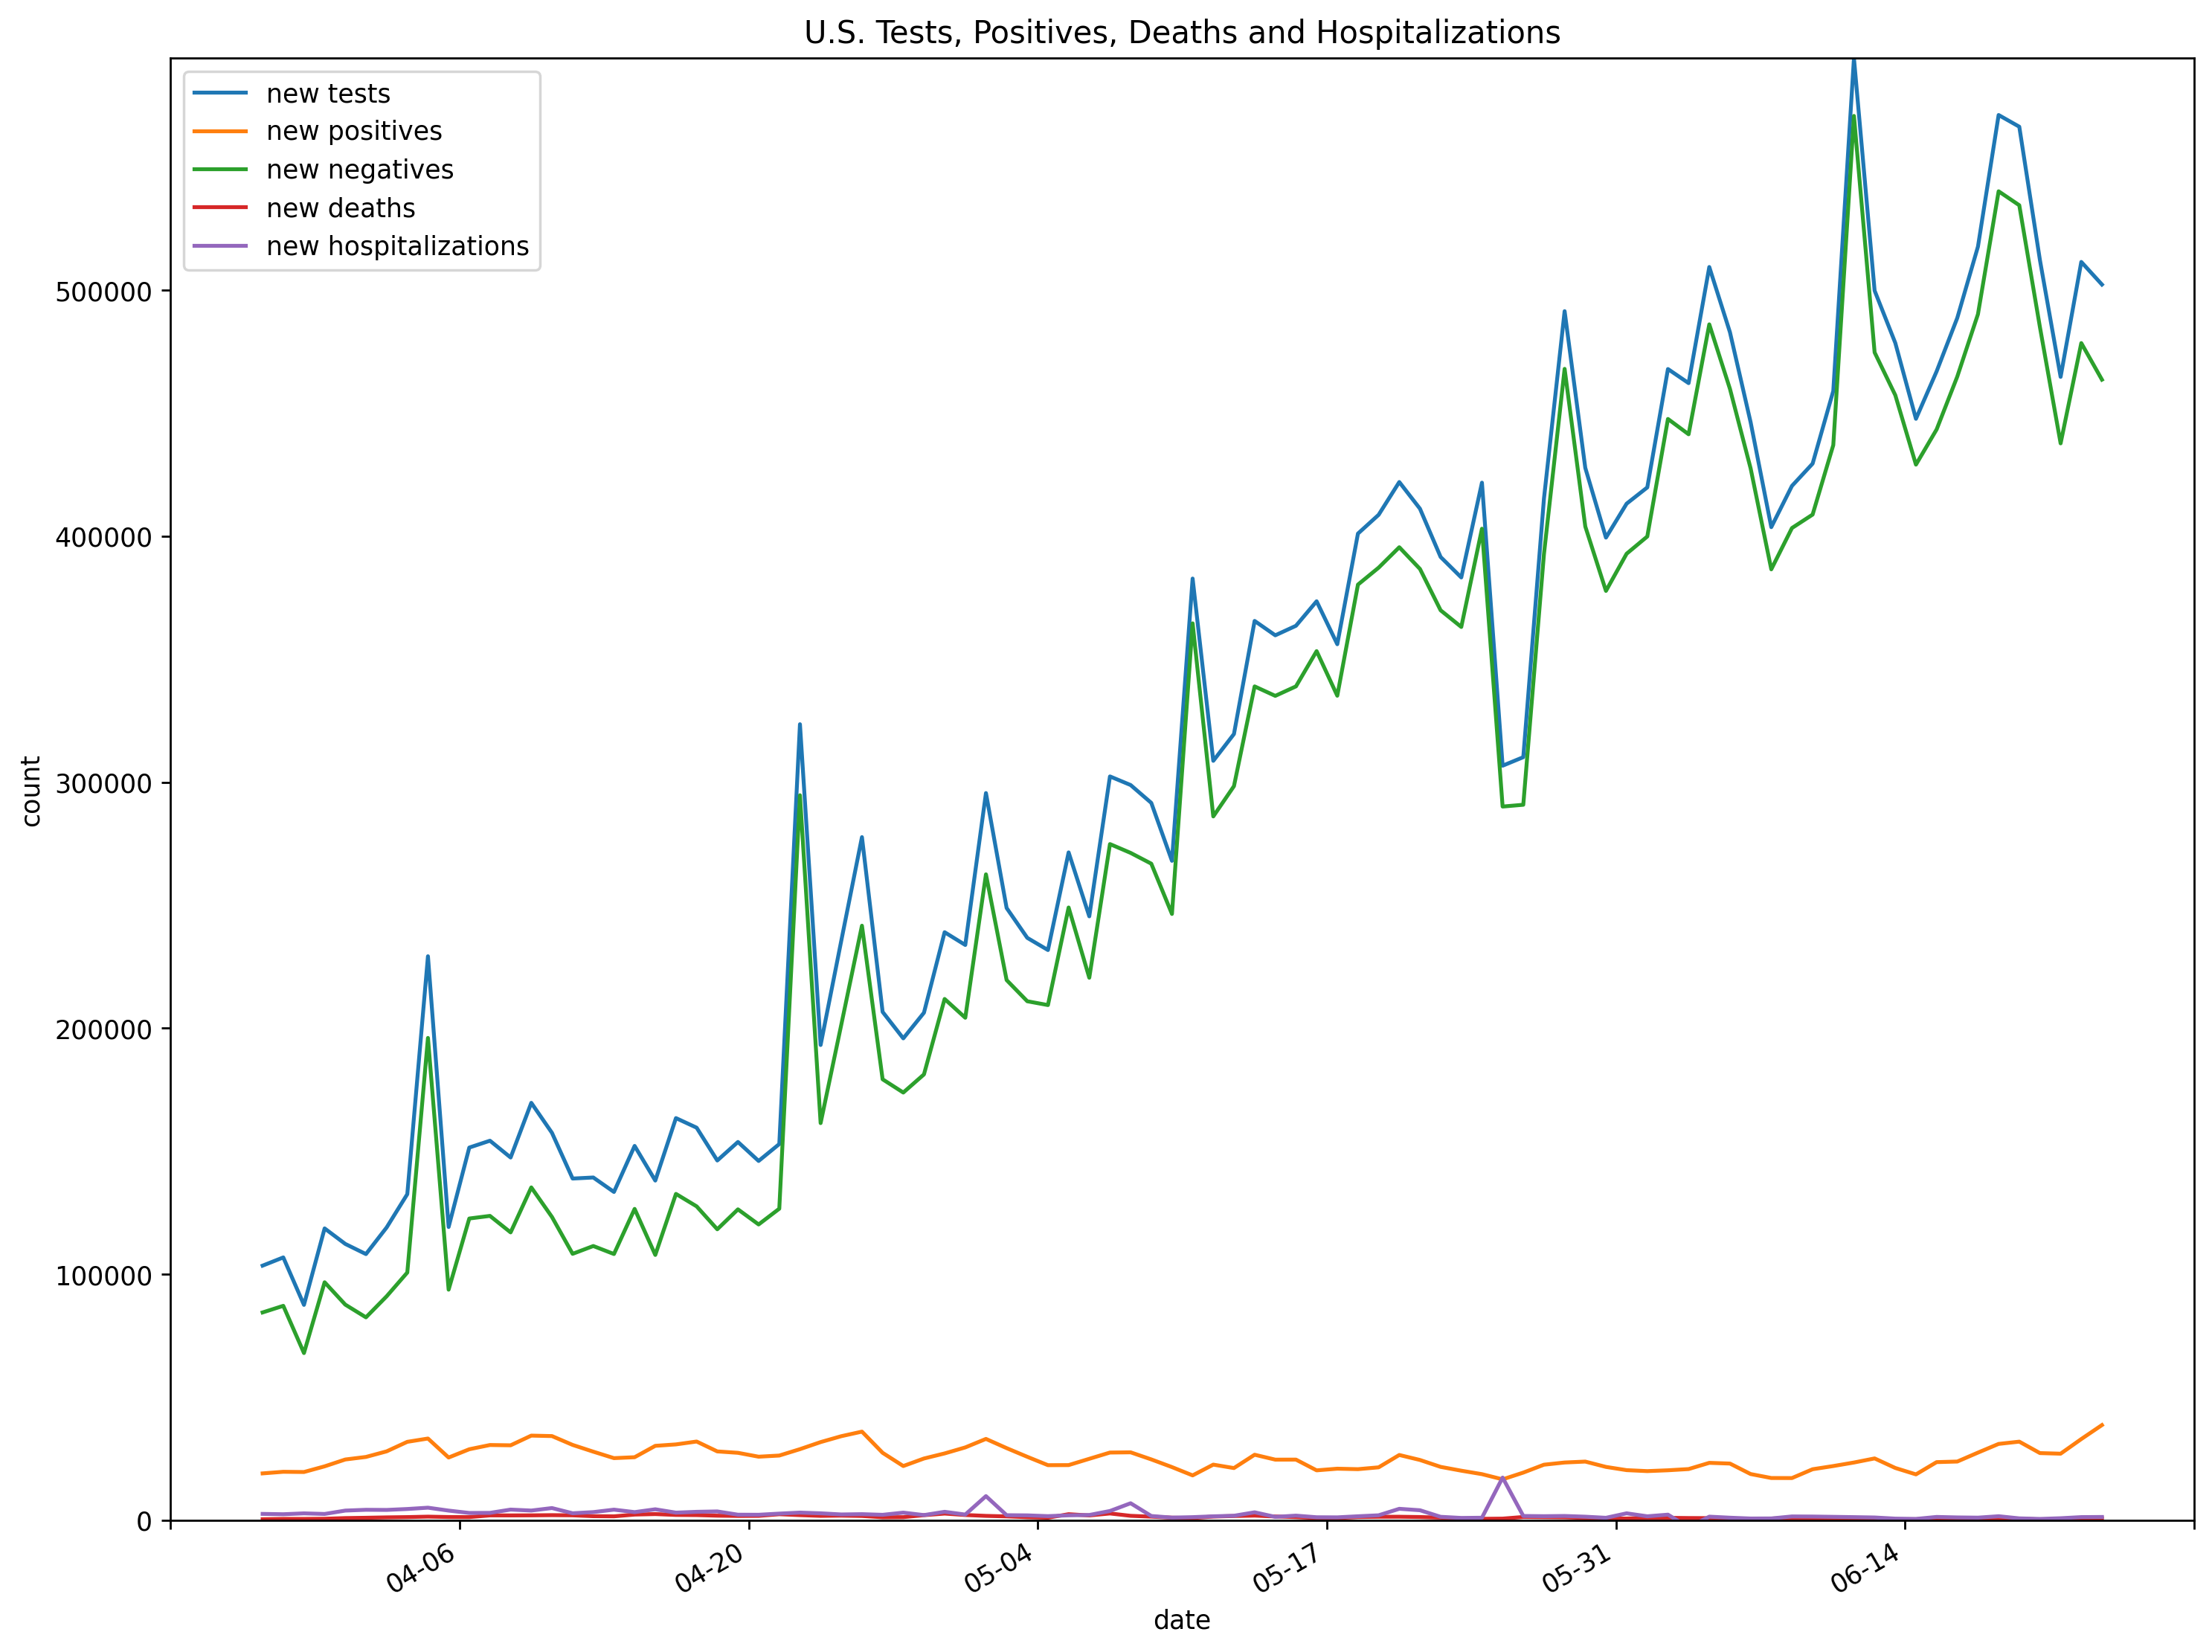 U.S. Tests, Positives, Deaths and Hospitalizations
new tests
new positives
new negatives
new deaths
new hospitalizations
500000
400000
300000
200000
100000
0
count
04-06
04-20
05-04
05-17
05-31
06-14
date